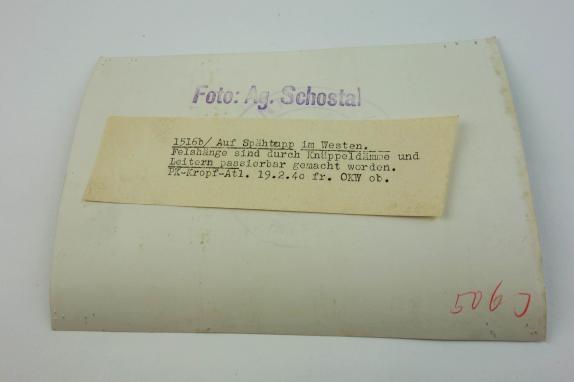 Foto: Ag. Schostal
1516b/ Auf Spähtrupp im Westen.
Felshänge sind durch Knüppeldämme und
Leitern passierbar gemacht worden.
PK-Kropf-Atl. 19.2.40 fr. OKW ob.